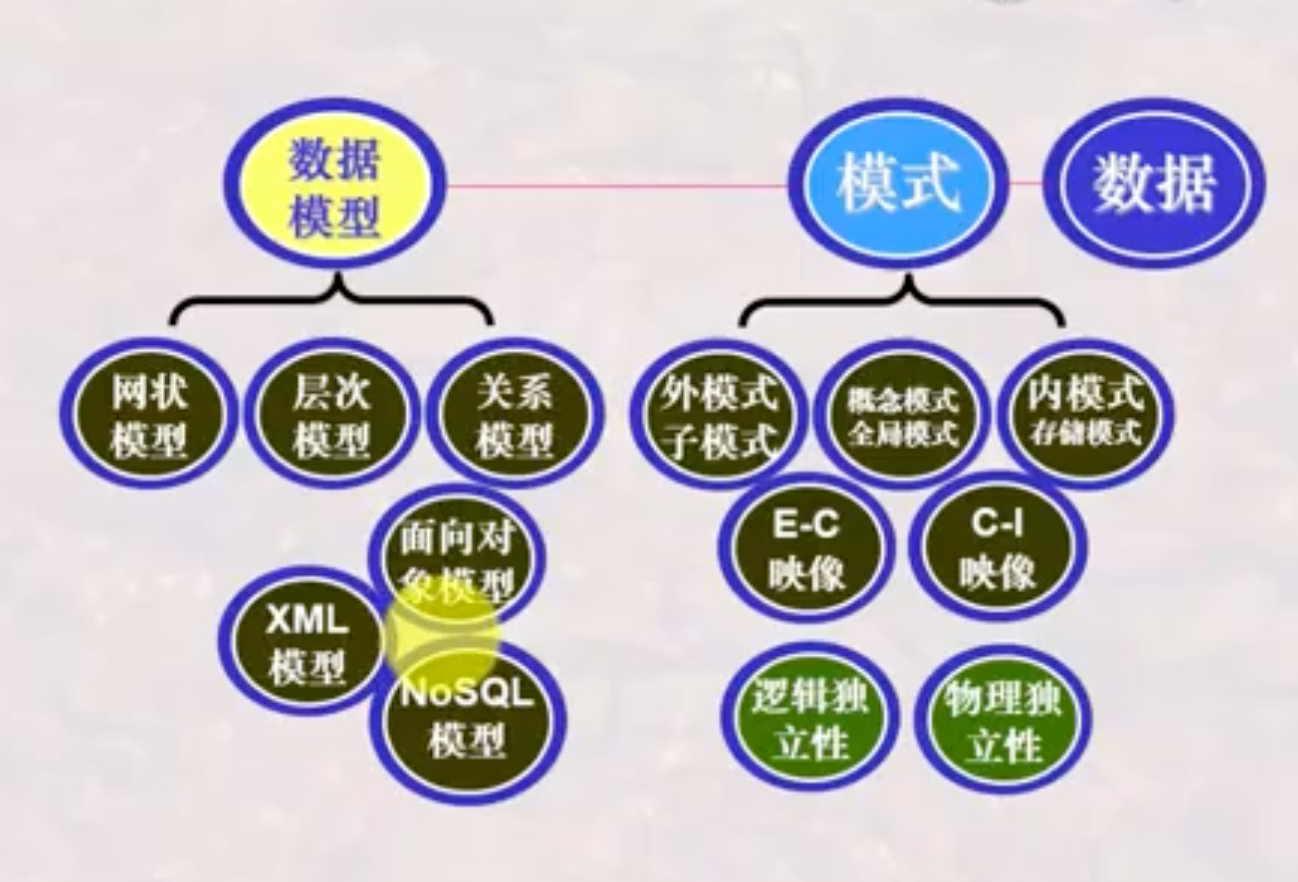 数据
模型
模式
数据
网状
模型
层次
模型
关系
模型
外模式
子模式
概念模式
全局模式
内模式
存储模式
面向对
象模型
E-C
映像
C-I
映像
XML
模型
NoSQL
模型
逻辑独
立性
物理独
立性